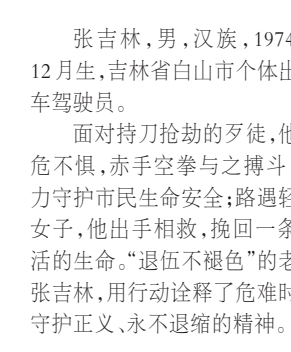 张吉林,男,汉族,1974
12月生,吉林省白山市个体出
车驾驶员。
面对持刀抢劫的歹徒,他
危不惧,赤手空拳与之搏斗
力守护市民生命安全;路遇轻
女子,他出手相救,挽回一条
活的生命。“退伍不褪色”的老
张吉林,用行动诠释了危难时
守护正义、永不退缩的精神。